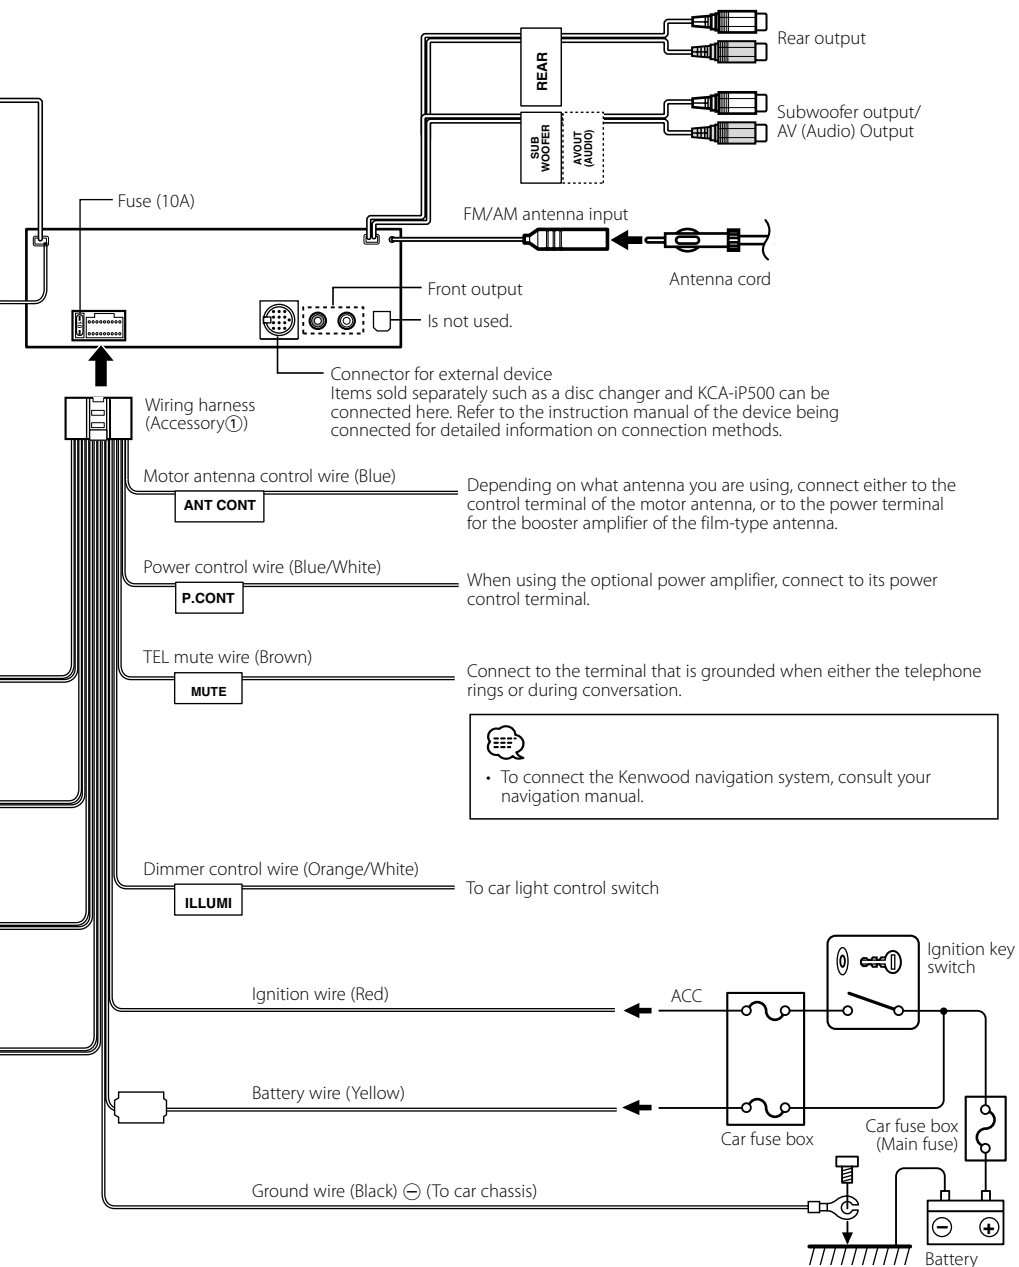 Rear output
REAR
Subwoofer output/
AV (Audio) Output
SUB
WOOFER
AVOUT
(AUDIO)
Fuse (10A)
FM/AM antenna input
Antenna cord
Front output
Is not used.
Connector for external device
Items sold separately such as a disc changer and KCA-iP500 can be
connected here. Refer to the instruction manual of the device being
connected for detailed information on connection methods.
Wiring harness
(Accessory①)
Motor antenna control wire (Blue)
ANT CONT
Depending on what antenna you are using, connect either to the
control terminal of the motor antenna, or to the power terminal
for the booster amplifier of the film-type antenna.
Power control wire (Blue/White)
P.CONT
When using the optional power amplifier, connect to its power
control terminal.
TEL mute wire (Brown)
MUTE
Connect to the terminal that is grounded when either the telephone
rings or during conversation.
• To connect the Kenwood navigation system, consult your
navigation manual.
Dimmer control wire (Orange/White)
ILLUMI
To car light control switch
Ignition key
switch
Ignition wire (Red)
ACC
Battery wire (Yellow)
Car fuse box
Car fuse box
(Main fuse)
Ground wire (Black) ⊖ (To car chassis)
⊖ ⊕
Battery